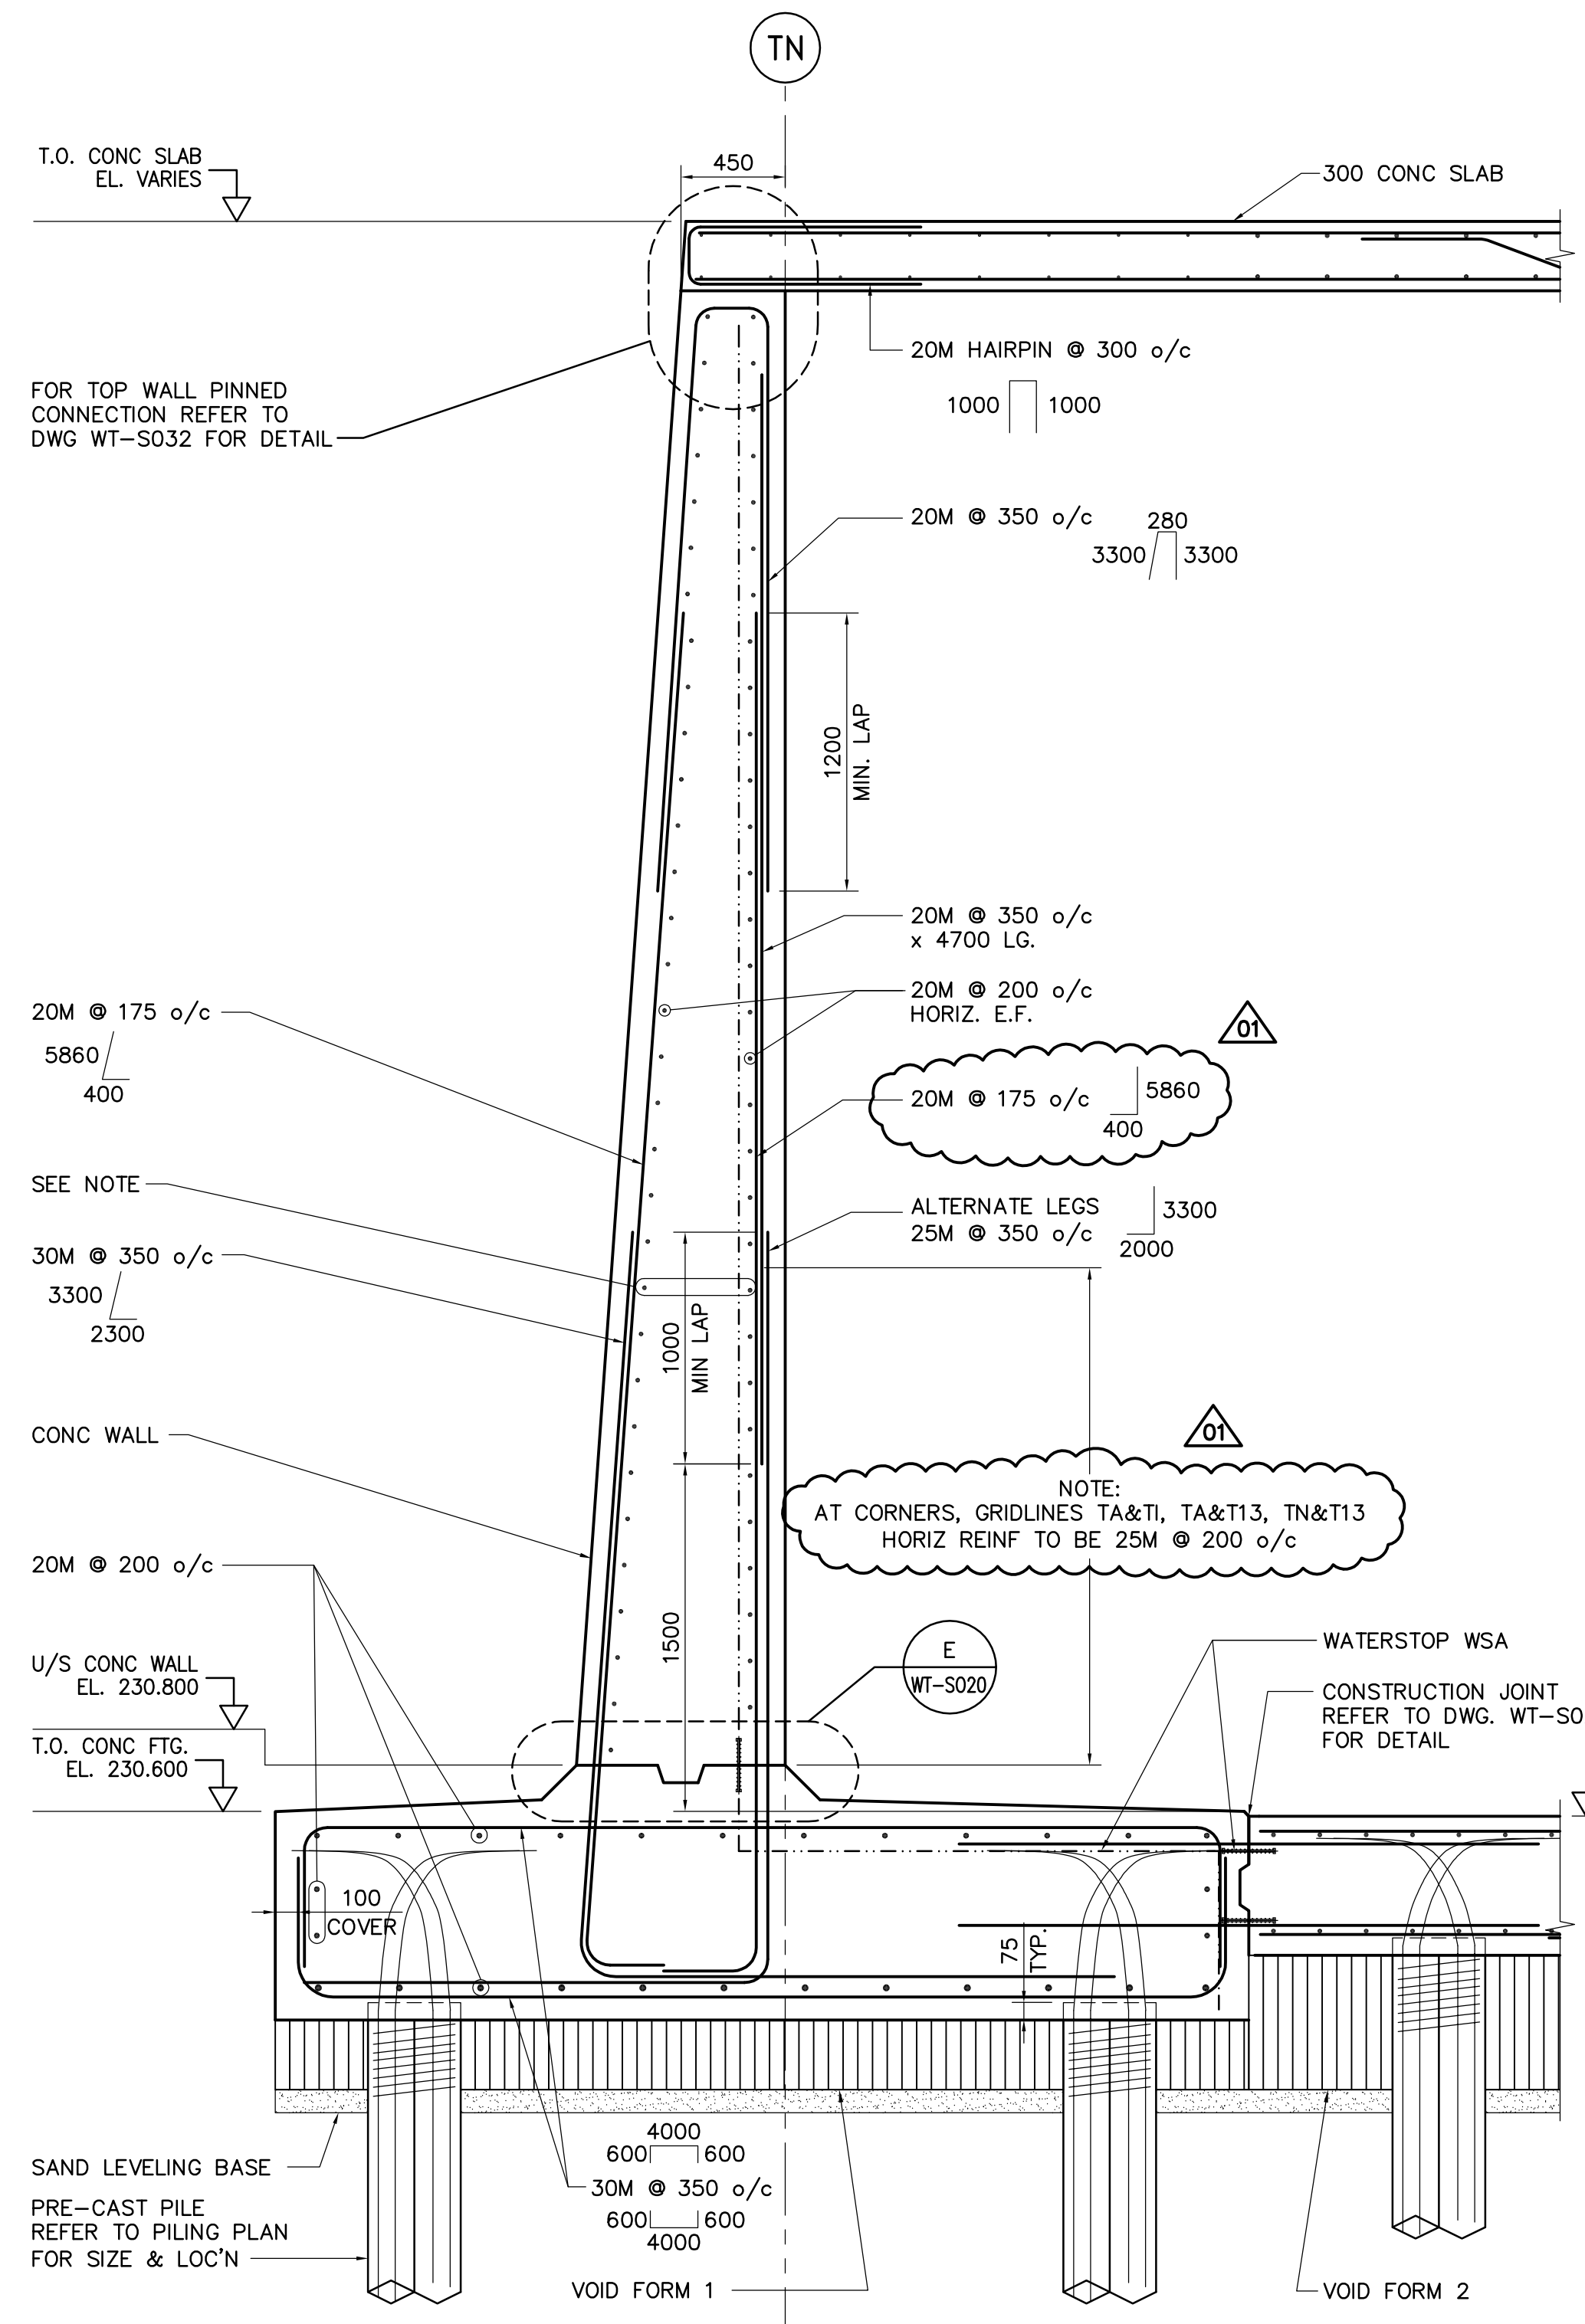 TN
T.O. CONC SLAB
EL. VARIES
450
300 CONC SLAB
20M HAIRPIN @ 300 o/c
1000 1000
FOR TOP WALL PINNED
CONNECTION REFER TO
DWG WT-S032 FOR DETAIL
20M @ 350 o/c
280
3300 3300
1200
MIN. LAP
20M @ 350 o/c
x 4700 LG.
20M @ 200 o/c
HORIZ. E.F.
20M @ 175 o/c
5860
400
01
20M @ 175 o/c
5860
400
SEE NOTE
ALTERNATE LEGS
25M @ 350 o/c
3300
2000
30M @ 350 o/c
3300
2300
1000
MIN LAP
CONC WALL
01
NOTE:
AT CORNERS, GRIDLINES TA&TI, TA&T13, TN&T13
HORIZ REINF TO BE 25M @ 200 o/c
20M @ 200 o/c
1500
E
WT-S020
WATERSTOP WSA
U/S CONC WALL
EL. 230.800
CONSTRUCTION JOINT
REFER TO DWG. WT-S0
FOR DETAIL
T.O. CONC FTG.
EL. 230.600
100
COVER
75
TYP.
SAND LEVELING BASE
4000
600 600
30M @ 350 o/c
600 600
4000
PRE-CAST PILE
REFER TO PILING PLAN
FOR SIZE & LOC'N
VOID FORM 1
VOID FORM 2